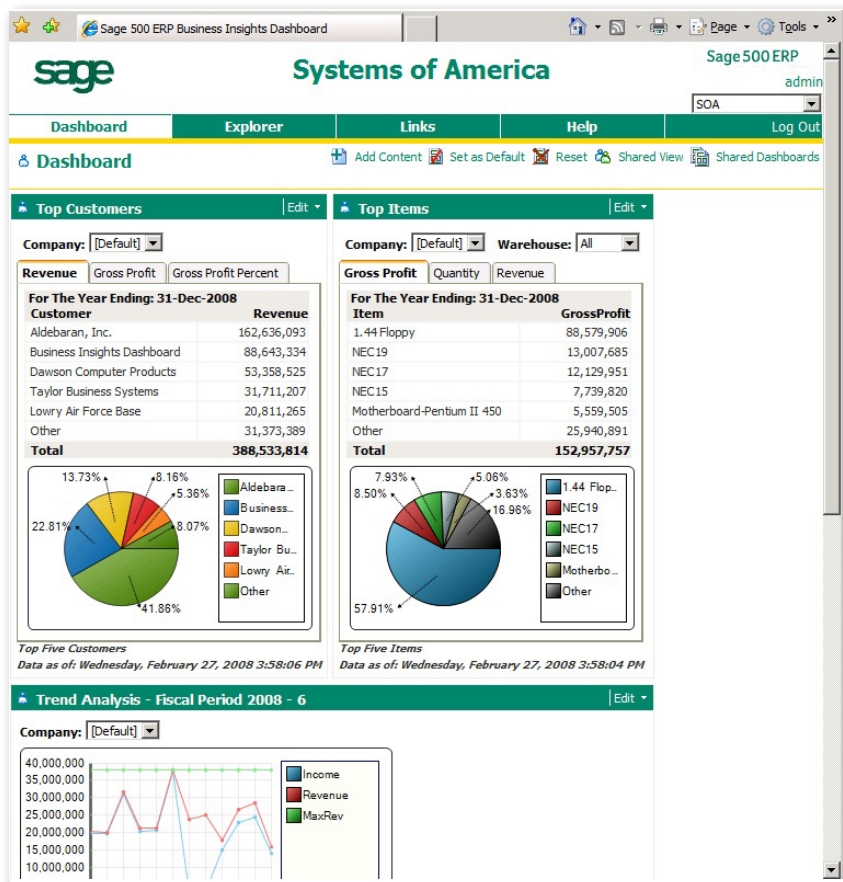 Sage 500 ERP Business Insights Dashboard
Page
Tools
»
sage
Systems of America
Sage 500 ERP
admin
SOA
Dashboard
Explorer
Links
Help
Log Out
Dashboard
Add Content
Set as Default
Reset
Shared View
Shared Dashboards
Top Customers
Edit
Company: [Default]
Revenue
Gross Profit
Gross Profit Percent
For The Year Ending: 31-Dec-2008
Customer Revenue
Aldebaran, Inc. 162,636,093
Business Insights Dashboard 88,643,334
Dawson Computer Products 53,358,525
Taylor Business Systems 31,711,207
Lowry Air Force Base 20,811,265
Other 31,373,389
Total 388,533,814
13.73%
8.16%
5.36%
22.81%
8.07%
41.86%
Aldebara...
Business...
Dawson...
Taylor Bu...
Lowry Air...
Other
Top Five Customers
Data as of: Wednesday, February 27, 2008 3:58:06 PM
Top Items
Edit
Company: [Default] Warehouse: All
Gross Profit
Quantity
Revenue
For The Year Ending: 31-Dec-2008
Item GrossProfit
1.44 Floppy 88,579,906
NEC19 13,007,685
NEC17 12,129,951
NEC15 7,739,820
Motherboard-Pentium II 450 5,559,505
Other 25,940,891
Total 152,957,757
7.93%
5.06%
8.50%
3.63%
16.96%
57.91%
1.44 Flop...
NEC19
NEC17
NEC15
Motherbo...
Other
Top Five Items
Data as of: Wednesday, February 27, 2008 3:58:04 PM
Trend Analysis - Fiscal Period 2008 - 6
Edit
Company: [Default]
40,000,000
35,000,000
30,000,000
25,000,000
20,000,000
15,000,000
10,000,000
Income
Revenue
MaxRev